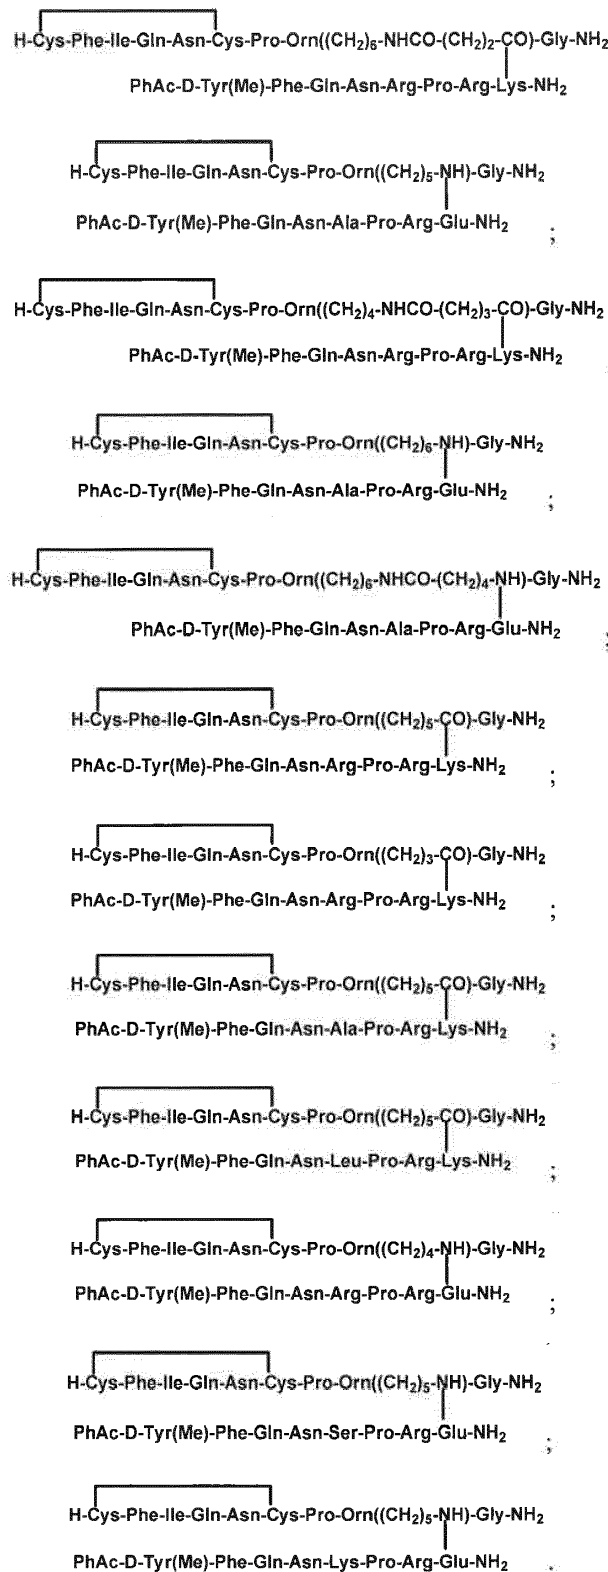 H-Cys-Phe-Ile-Gln-Asn-Cys-Pro-Orn((CH2)6-NHCO-(CH2)2-CO)-Gly-NH2
PhAc-D-Tyr(Me)-Phe-Gln-Asn-Arg-Pro-Arg-Lys-NH2
H-Cys-Phe-Ile-Gln-Asn-Cys-Pro-Orn((CH2)5-NH)-Gly-NH2
PhAc-D-Tyr(Me)-Phe-Gln-Asn-Ala-Pro-Arg-Glu-NH2 ;
H-Cys-Phe-Ile-Gln-Asn-Cys-Pro-Orn((CH2)4-NHCO-(CH2)3-CO)-Gly-NH2
PhAc-D-Tyr(Me)-Phe-Gln-Asn-Arg-Pro-Arg-Lys-NH2
H-Cys-Phe-Ile-Gln-Asn-Cys-Pro-Orn((CH2)6-NH)-Gly-NH2
PhAc-D-Tyr(Me)-Phe-Gln-Asn-Ala-Pro-Arg-Glu-NH2 ;
H-Cys-Phe-Ile-Gln-Asn-Cys-Pro-Orn((CH2)6-NHCO-(CH2)4-NH)-Gly-NH2
PhAc-D-Tyr(Me)-Phe-Gln-Asn-Ala-Pro-Arg-Glu-NH2 ;
H-Cys-Phe-Ile-Gln-Asn-Cys-Pro-Orn((CH2)5-CO)-Gly-NH2
PhAc-D-Tyr(Me)-Phe-Gln-Asn-Arg-Pro-Arg-Lys-NH2 ;
H-Cys-Phe-Ile-Gln-Asn-Cys-Pro-Orn((CH2)3-CO)-Gly-NH2
PhAc-D-Tyr(Me)-Phe-Gln-Asn-Arg-Pro-Arg-Lys-NH2 ;
H-Cys-Phe-Ile-Gln-Asn-Cys-Pro-Orn((CH2)5-CO)-Gly-NH2
PhAc-D-Tyr(Me)-Phe-Gln-Asn-Ala-Pro-Arg-Lys-NH2 ;
H-Cys-Phe-Ile-Gln-Asn-Cys-Pro-Orn((CH2)5-CO)-Gly-NH2
PhAc-D-Tyr(Me)-Phe-Gln-Asn-Leu-Pro-Arg-Lys-NH2 ;
H-Cys-Phe-Ile-Gln-Asn-Cys-Pro-Orn((CH2)4-NH)-Gly-NH2
PhAc-D-Tyr(Me)-Phe-Gln-Asn-Arg-Pro-Arg-Glu-NH2 ;
H-Cys-Phe-Ile-Gln-Asn-Cys-Pro-Orn((CH2)5-NH)-Gly-NH2
PhAc-D-Tyr(Me)-Phe-Gln-Asn-Ser-Pro-Arg-Glu-NH2 ;
H-Cys-Phe-Ile-Gln-Asn-Cys-Pro-Orn((CH2)5-NH)-Gly-NH2
PhAc-D-Tyr(Me)-Phe-Gln-Asn-Lys-Pro-Arg-Glu-NH2 .